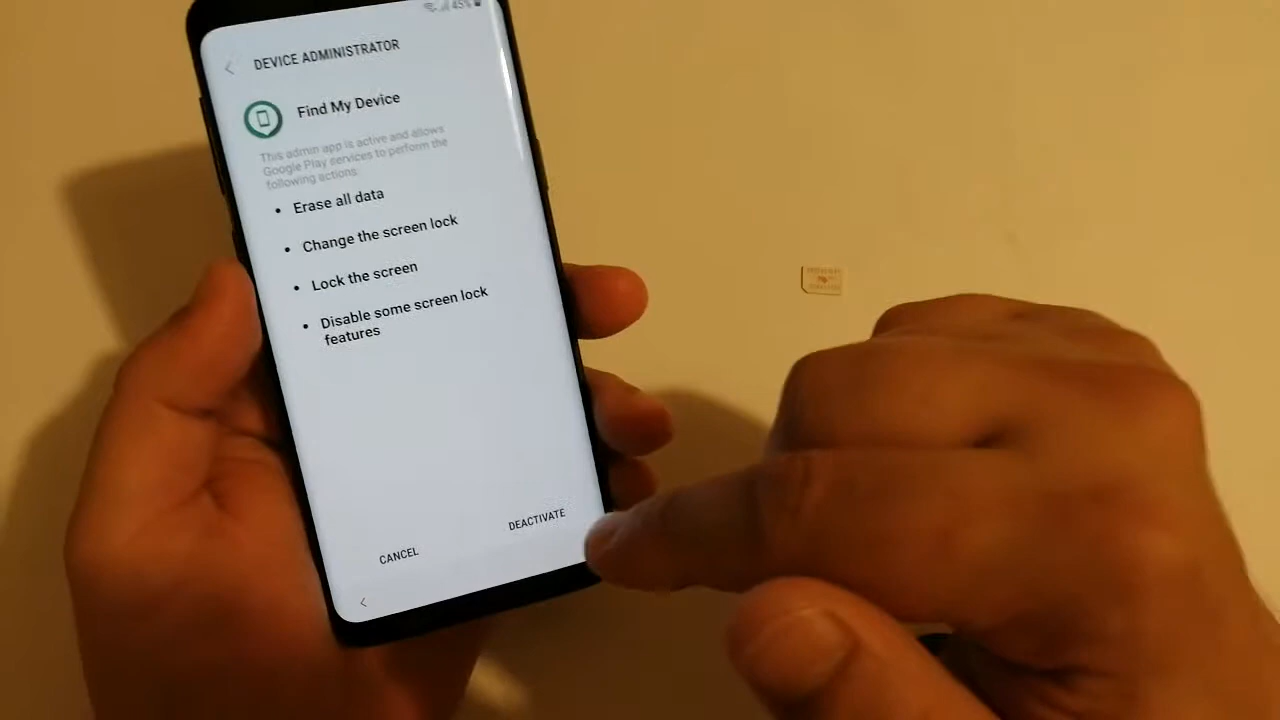 45%
DEVICE ADMINISTRATOR
Find My Device
This admin app is active and allows
Google Play services to perform the
following actions.
• Erase all data
• Change the screen lock
• Lock the screen
• Disable some screen lock
features
DEACTIVATE
CANCEL